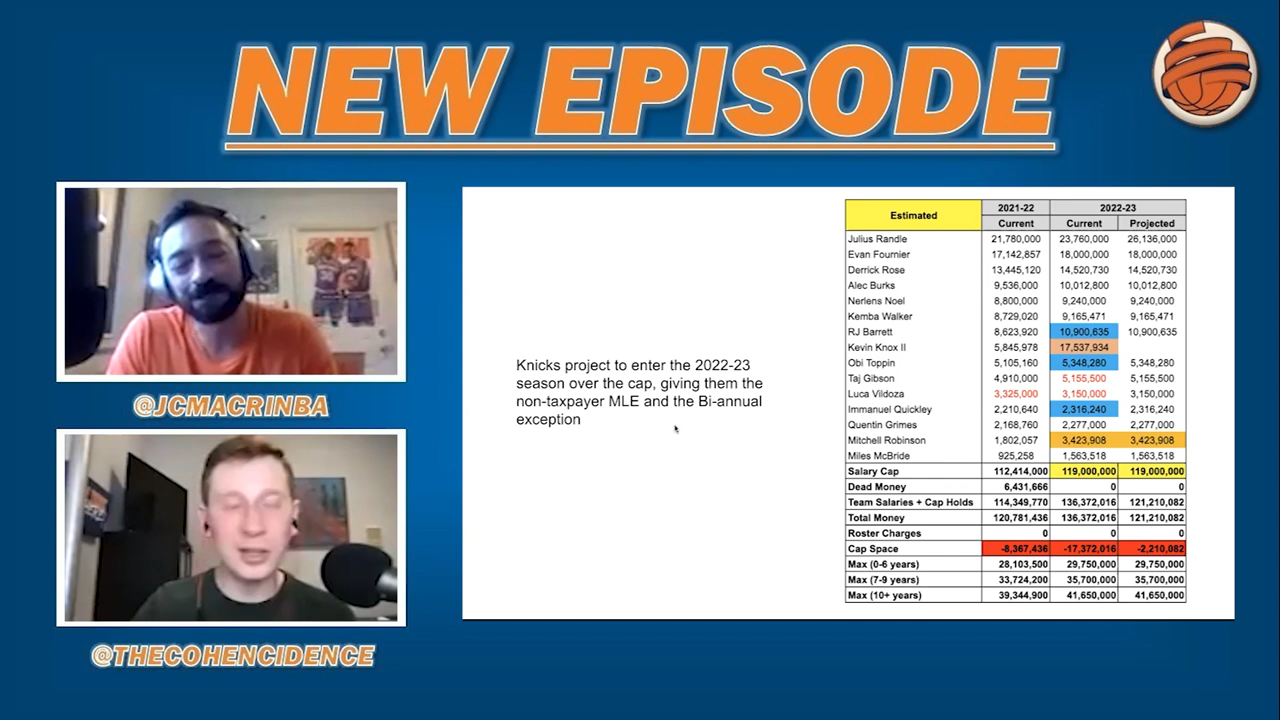 NEW EPISODE
@JCMACRINBA
@THECOHENCIDENCE
Knicks project to enter the 2022-23
season over the cap, giving them the
non-taxpayer MLE and the Bi-annual
exception
Estimated 2021-22 2022-23
Current Current Projected
Julius Randle 21,780,000 23,760,000 26,136,000
Evan Fournier 17,142,857 18,000,000 18,000,000
Derrick Rose 13,445,120 14,520,730 14,520,730
Alec Burks 9,536,000 10,012,800 10,012,800
Nerlens Noel 8,800,000 9,240,000 9,240,000
Kemba Walker 8,729,020 9,165,471 9,165,471
RJ Barrett 8,623,920 10,900,635 10,900,635
Kevin Knox II 5,845,978 17,537,934
Obi Toppin 5,105,160 5,348,280 5,348,280
Taj Gibson 4,910,000 5,155,500 5,155,500
Luca Vildoza 3,325,000 3,150,000 3,150,000
Immanuel Quickley 2,210,640 2,316,240 2,316,240
Quentin Grimes 2,168,760 2,277,000 2,277,000
Mitchell Robinson 1,802,057 3,423,908 3,423,908
Miles McBride 925,258 1,563,518 1,563,518
Salary Cap 112,414,000 119,000,000 119,000,000
Dead Money 6,431,666 0 0
Team Salaries + Cap Holds 114,349,770 136,372,016 121,210,082
Total Money 120,781,436 136,372,016 121,210,082
Roster Charges 0 0 0
Cap Space -8,367,436 -17,372,016 -2,210,082
Max (0-6 years) 28,103,500 29,750,000 29,750,000
Max (7-9 years) 33,724,200 35,700,000 35,700,000
Max (10+ years) 39,344,900 41,650,000 41,650,000